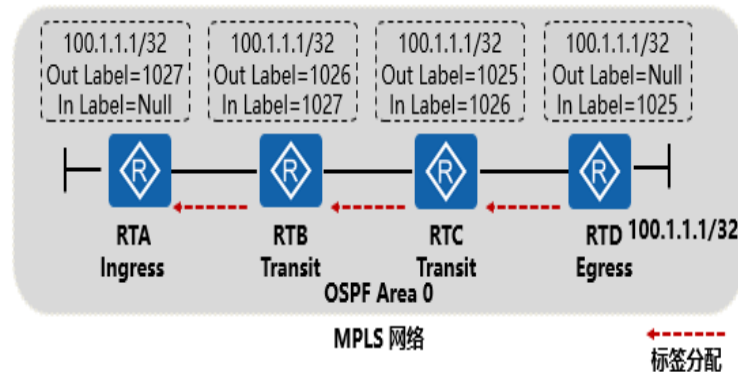 100.1.1.1/32
Out Label=1027
In Label=Null
100.1.1.1/32
Out Label=1026
In Label=1027
100.1.1.1/32
Out Label=1025
In Label=1026
100.1.1.1/32
Out Label=Null
In Label=1025
R
R
R
R
RTA
Ingress
RTB
Transit
RTC
Transit
RTD
Egress
100.1.1.1/32
OSPF Area 0
MPLS 网络
标签分配